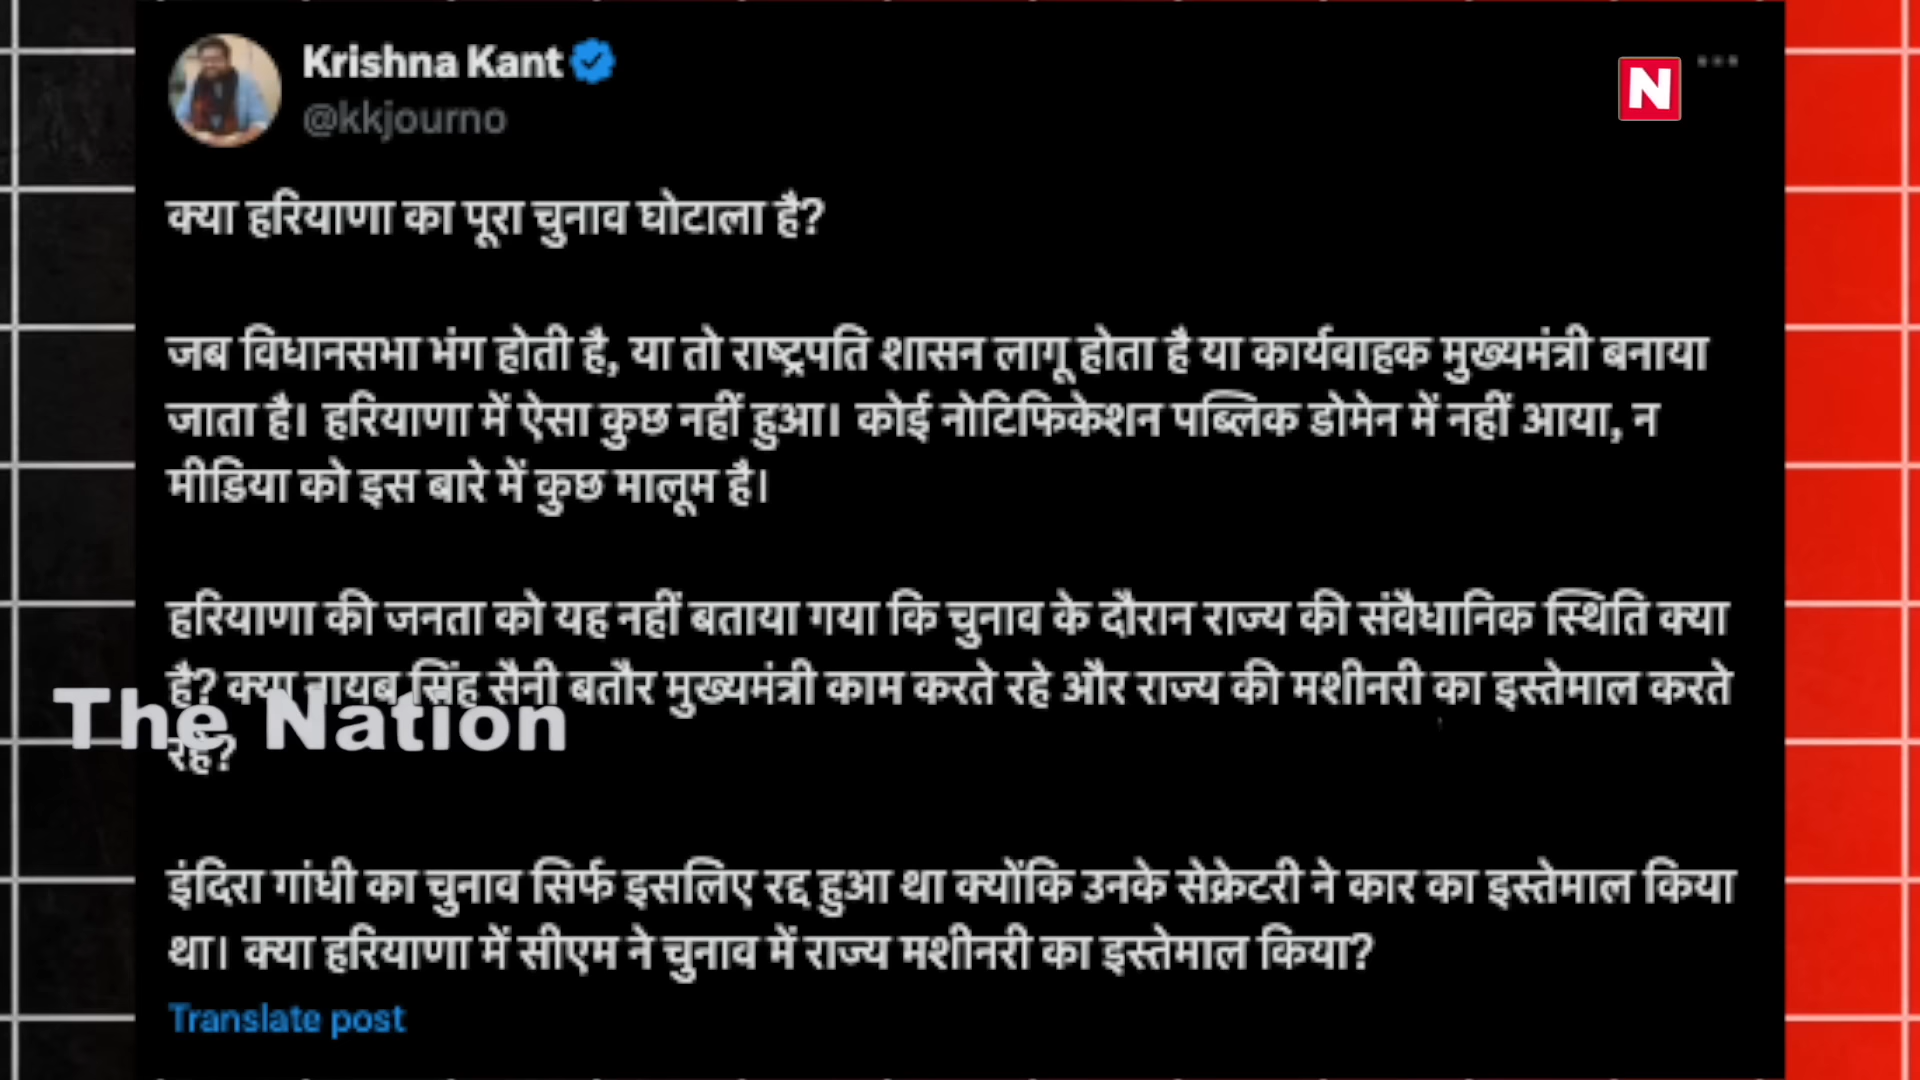 Krishna Kant
@kkjourno
N
क्या हरियाणा का पूरा चुनाव घोटाला है?
जब विधानसभा भंग होती है, या तो राष्ट्रपति शासन लागू होता है या कार्यवाहक मुख्यमंत्री बनाया
जाता है। हरियाणा में ऐसा कुछ नहीं हुआ। कोई नोटिफिकेशन पब्लिक डोमेन में नहीं आया, न
मीडिया को इस बारे में कुछ मालूम है।
हरियाणा की जनता को यह नहीं बताया गया कि चुनाव के दौरान राज्य की संवैधानिक स्थिति क्या
है? क्या नायब सिंह सैनी बतौर मुख्यमंत्री काम करते रहे और राज्य की मशीनरी का इस्तेमाल करते
रहे?
The Nation
इंदिरा गांधी का चुनाव सिर्फ इसलिए रद्द हुआ था क्योंकि उनके सेक्रेटरी ने कार का इस्तेमाल किया
था। क्या हरियाणा में सीएम ने चुनाव में राज्य मशीनरी का इस्तेमाल किया?
Translate post